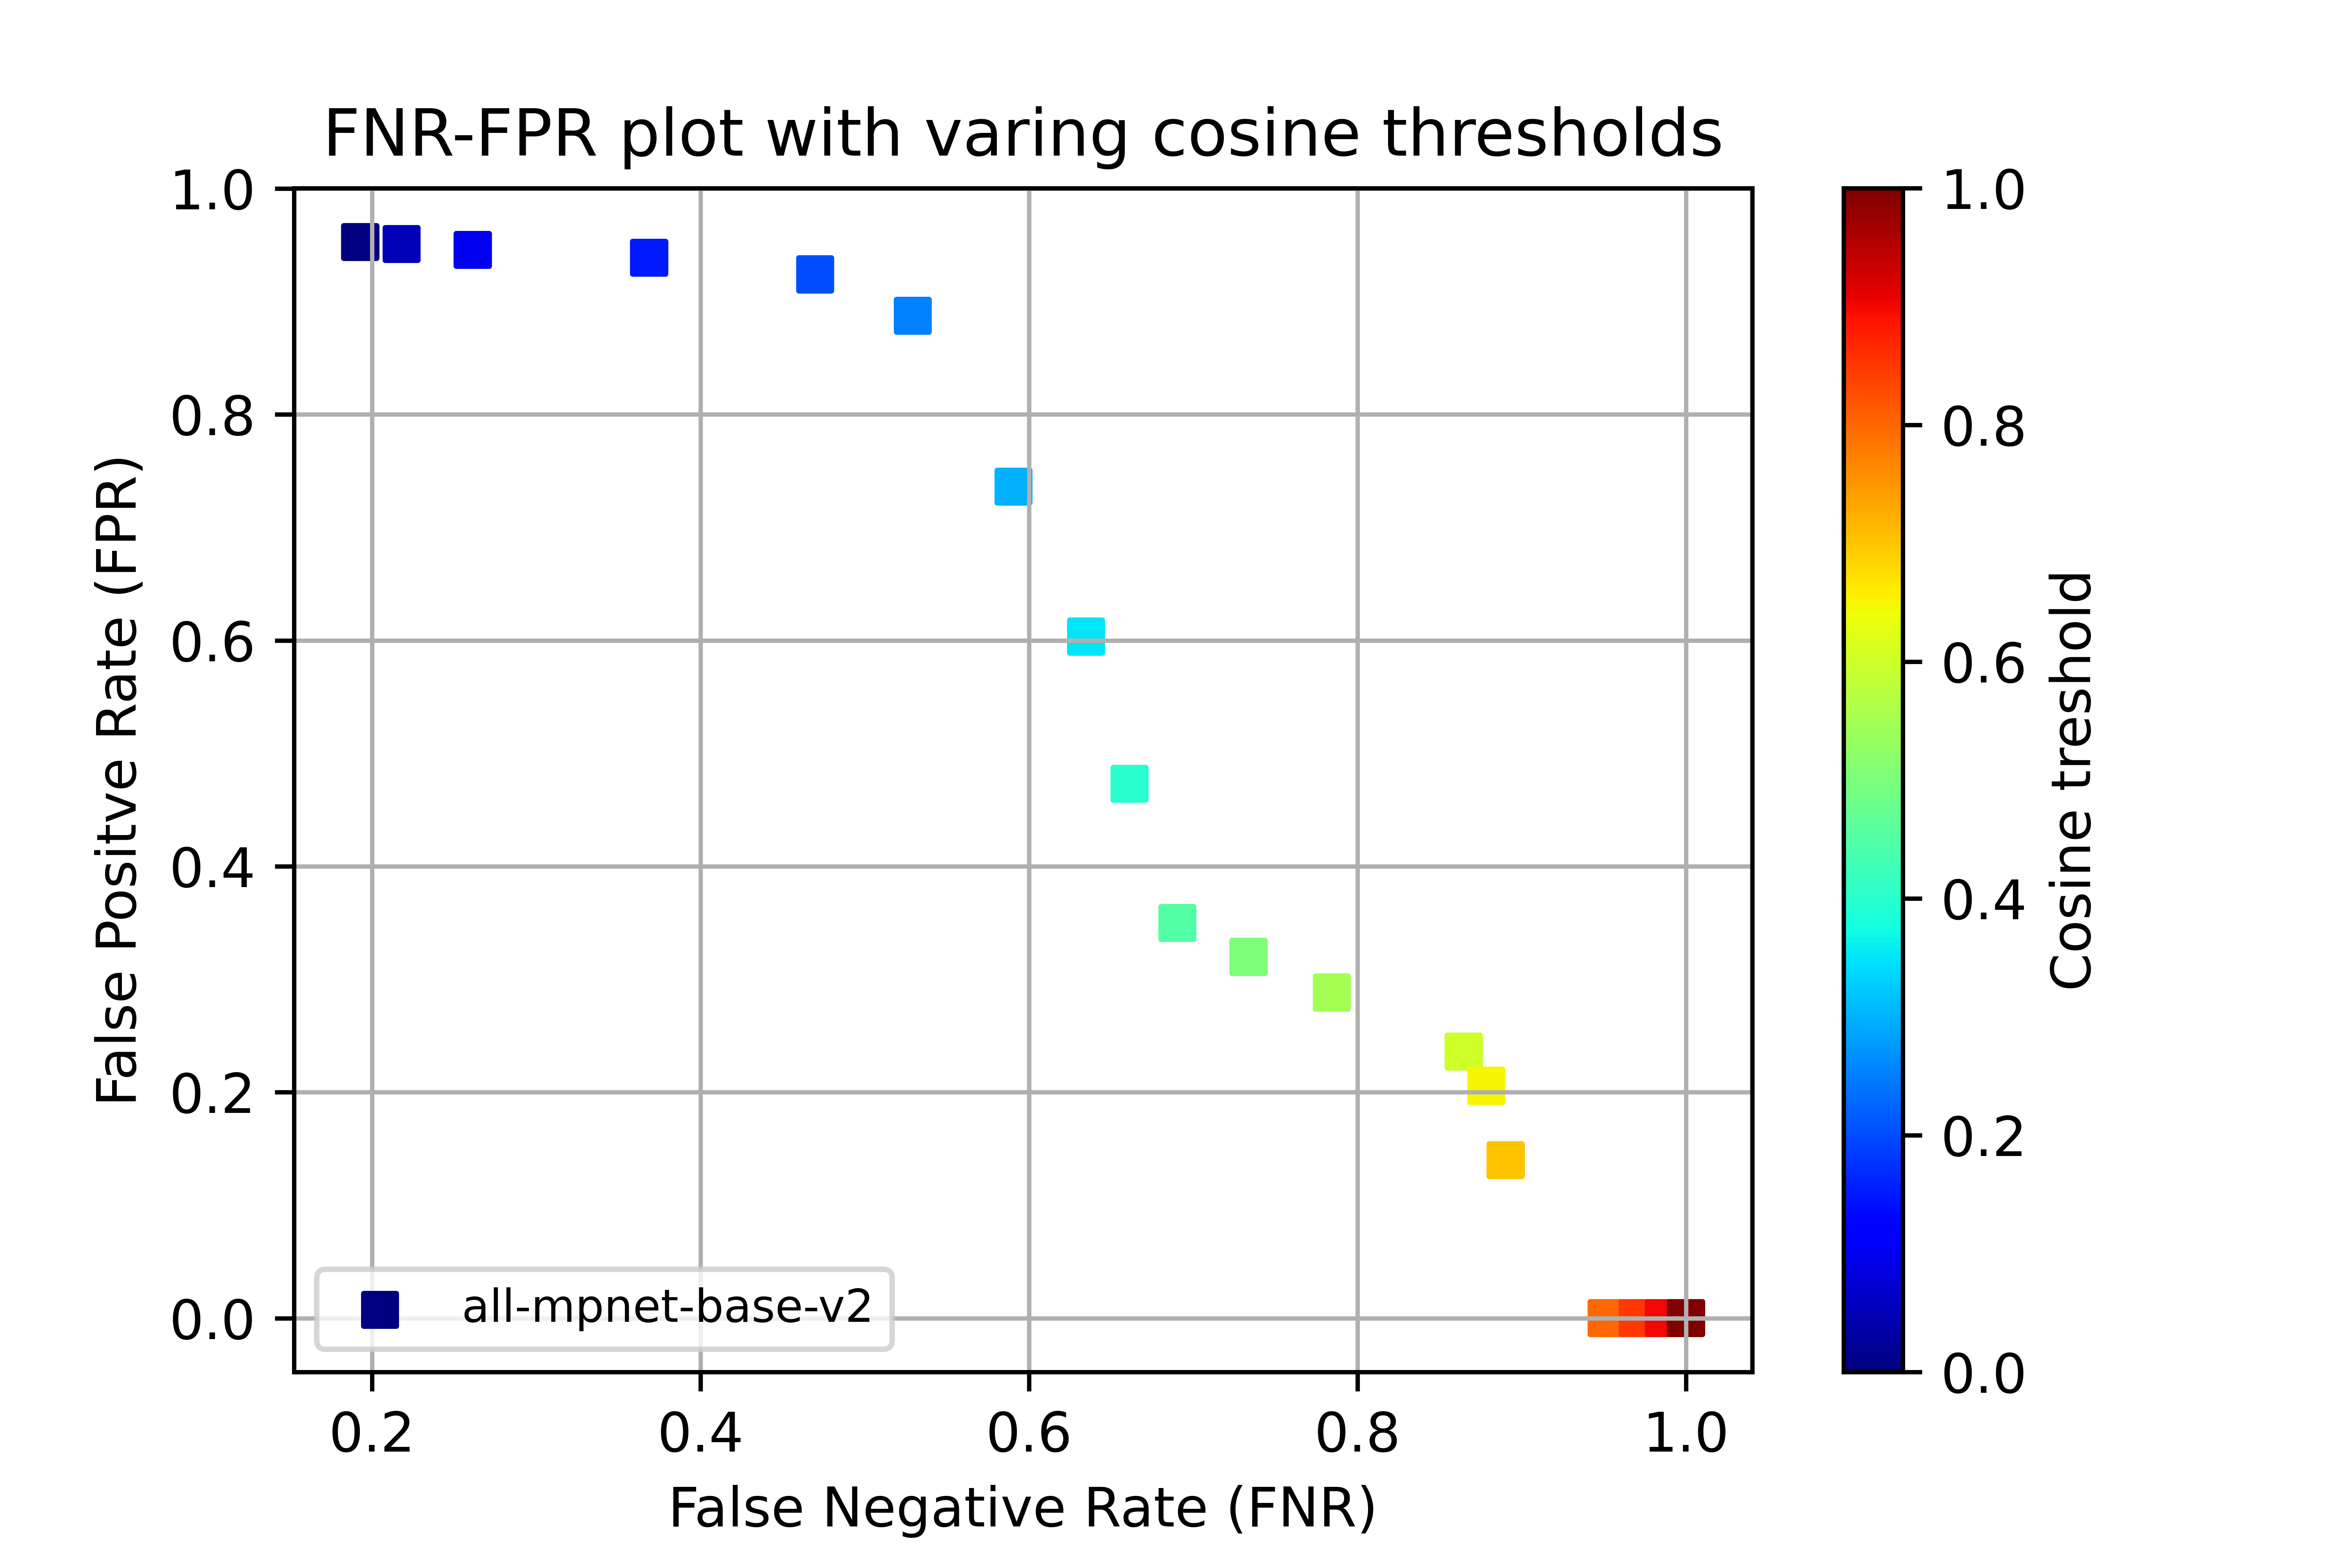 FNR-FPR plot with varing cosine thresholds
1.0
0.8
0.6
0.4
0.2
0.0
False Positve Rate (FPR)
all-mpnet-base-v2
0.2 0.4 0.6 0.8 1.0
False Negative Rate (FNR)
1.0
0.8
0.6
0.4
0.2
0.0
Cosine treshold